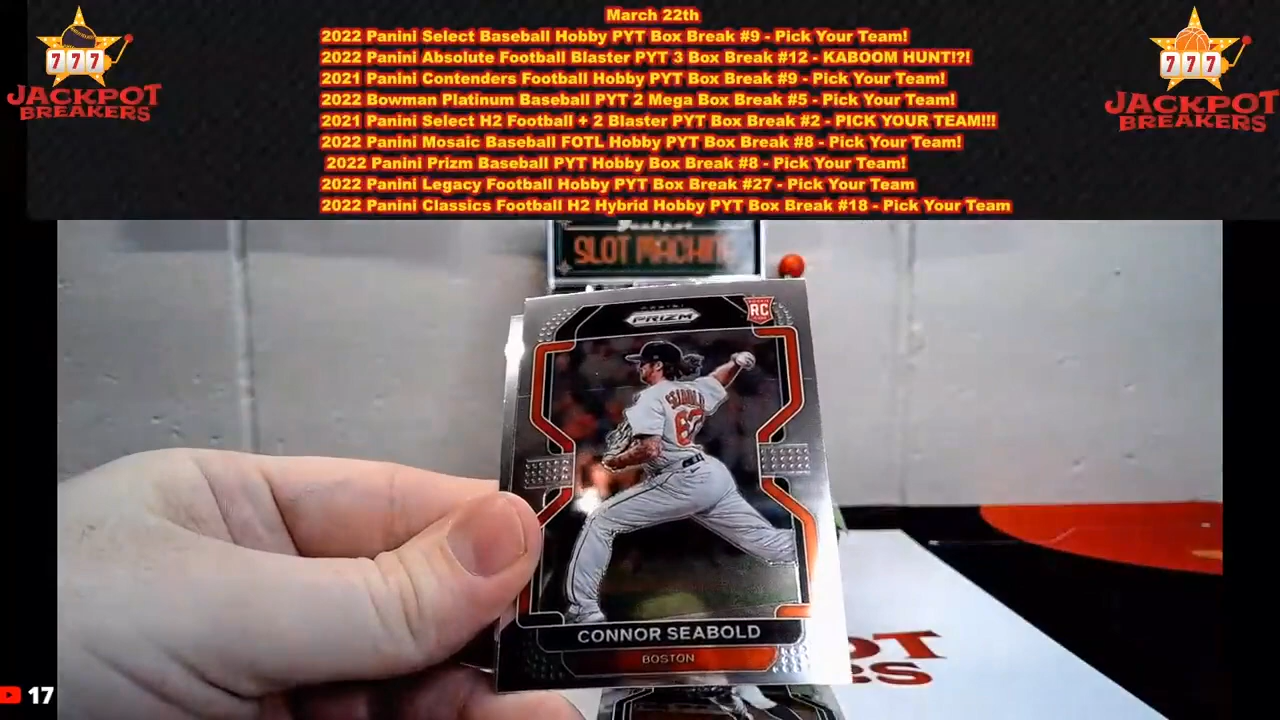 March 22th
2022 Panini Select Baseball Hobby PYT Box Break #9 - Pick Your Team!
2022 Panini Absolute Football Blaster PYT 3 Box Break #12 - KABOOM HUNT!?!
2021 Panini Contenders Football Hobby PYT Box Break #9 - Pick Your Team!
2022 Bowman Platinum Baseball PYT 2 Mega Box Break #5 - Pick Your Team!
2021 Panini Select H2 Football + 2 Blaster PYT Box Break #2 - PICK YOUR TEAM!!!
2022 Panini Mosaic Baseball FOTL Hobby PYT Box Break #8 - Pick Your Team!
2022 Panini Prizm Baseball PYT Hobby Box Break #8 - Pick Your Team!
2022 Panini Legacy Football Hobby PYT Box Break #27 - Pick Your Team
2022 Panini Classics Football H2 Hybrid Hobby PYT Box Break #18 - Pick Your Team
777
JACKPOT
BREAKERS
777
JACKPOT
BREAKERS
Jackpot
SLOT MACHINE
PANINI
PRIZM
RC
SEABOLD
CONNOR SEABOLD
BOSTON
17